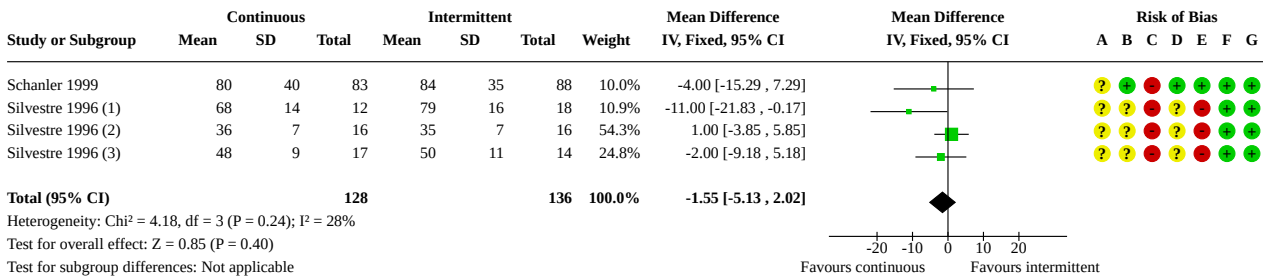 Continuous Intermittent Mean Difference Mean Difference Risk of Bias
Study or Subgroup Mean SD Total Mean SD Total Weight IV, Fixed, 95% CI IV, Fixed, 95% CI A B C D E F G
Schanler 1999 80 40 83 84 35 88 10.0% -4.00 [-15.29 , 7.29] ? + - + + + +
Silvestre 1996 (1) 68 14 12 79 16 18 10.9% -11.00 [-21.83 , -0.17] ? ? - ? - + +
Silvestre 1996 (2) 36 7 16 35 7 16 54.3% 1.00 [-3.85 , 5.85] ? ? - ? - + +
Silvestre 1996 (3) 48 9 17 50 11 14 24.8% -2.00 [-9.18 , 5.18] ? ? - ? - + +
Total (95% CI) 128 136 100.0% -1.55 [-5.13 , 2.02]
Heterogeneity: Chi² = 4.18, df = 3 (P = 0.24); I² = 28%
Test for overall effect: Z = 0.85 (P = 0.40) -20 -10 0 10 20
Test for subgroup differences: Not applicable Favours continuous Favours intermittent